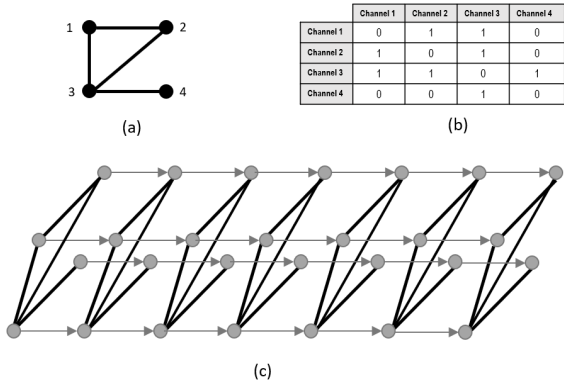 1 2
3 4
(a)
Channel 1 Channel 2 Channel 3 Channel 4
Channel 1 0 1 1 0
Channel 2 1 0 1 0
Channel 3 1 1 0 1
Channel 4 0 0 1 0
(b)
(c)